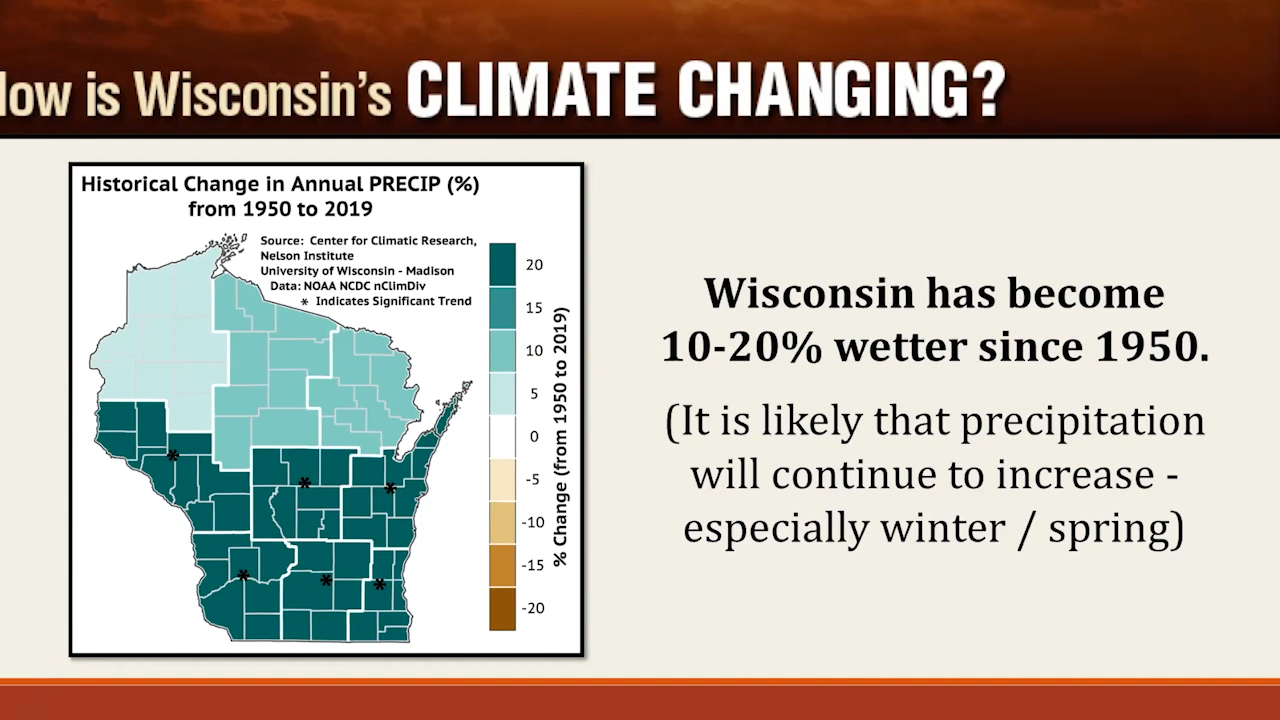 How is Wisconsin's CLIMATE CHANGING?
Historical Change in Annual PRECIP (%)
from 1950 to 2019
Source: Center for Climatic Research,
Nelson Institute
University of Wisconsin - Madison
Data: NOAA NCDC nClimDiv
* Indicates Significant Trend
20
15
10
5
0
-5
-10
-15
-20
% Change (from 1950 to 2019)
Wisconsin has become
10-20% wetter since 1950.
(It is likely that precipitation
will continue to increase -
especially winter / spring)